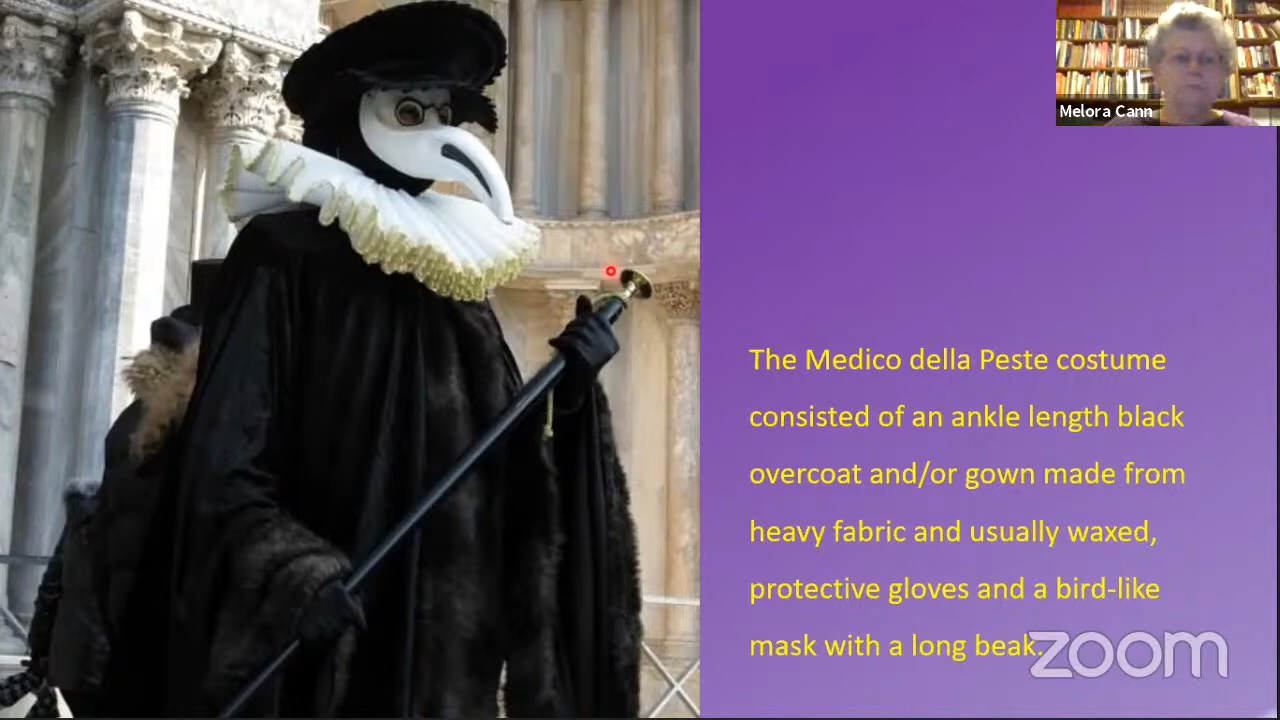 Melora Cann
The Medico della Peste costume
consisted of an ankle length black
overcoat and/or gown made from
heavy fabric and usually waxed,
protective gloves and a bird-like
mask with a long beak.
zoom